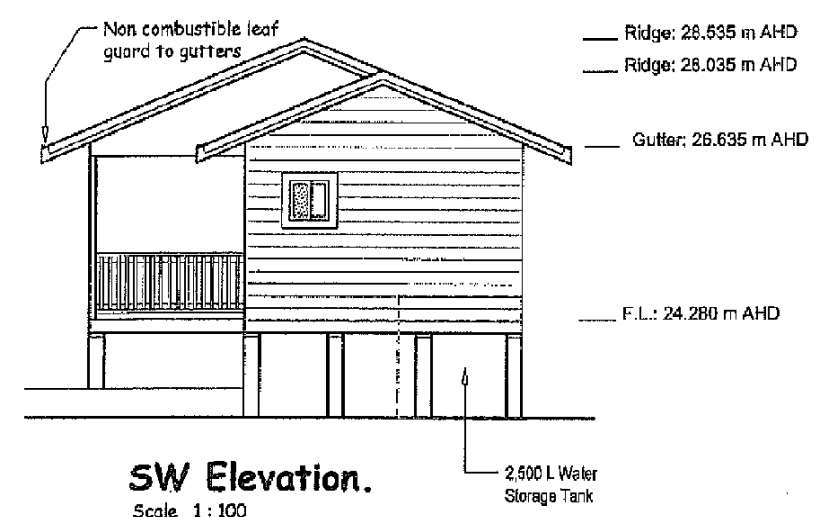 Non combustible leaf
guard to gutters
Ridge: 28.535 m AHD
Ridge: 28.035 m AHD
Gutter: 26.635 m AHD
F.L.: 24.280 m AHD
2,500 L Water
Storage Tank
SW Elevation.
Scale 1 : 100